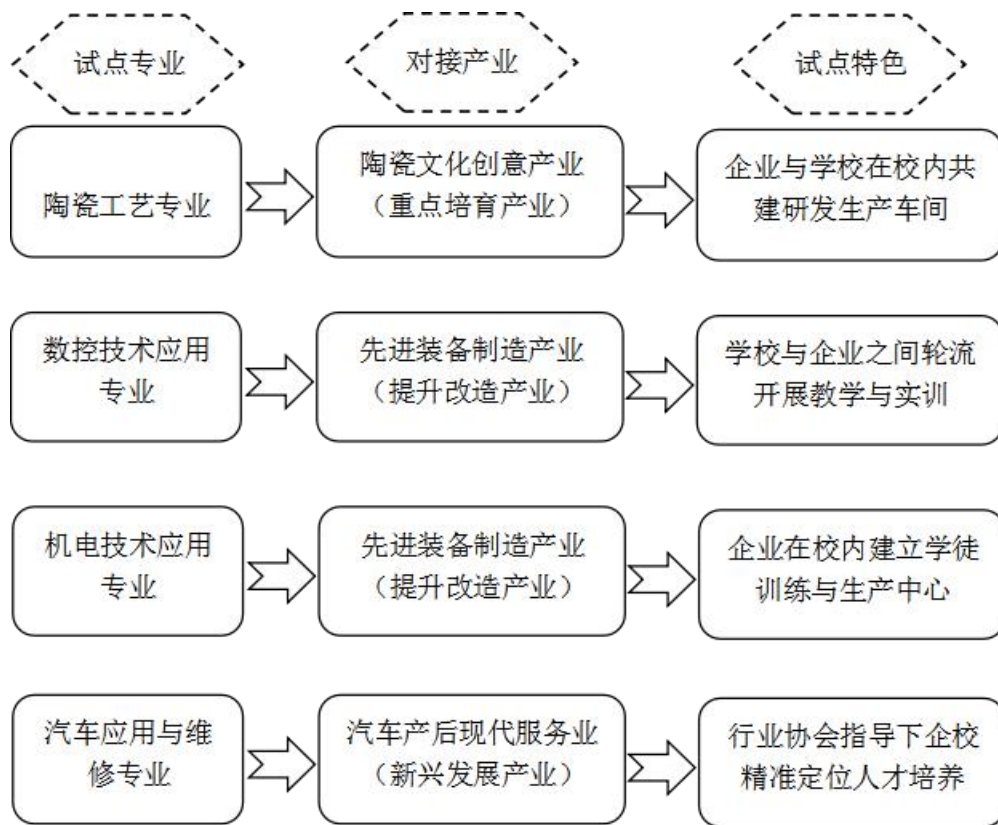 试点专业
对接产业
试点特色
陶瓷工艺专业
陶瓷文化创意产业
（重点培育产业）
企业与学校在校内共
建研发生产车间
数控技术应用
专业
先进装备制造产业
（提升改造产业）
学校与企业之间轮流
开展教学与实训
机电技术应用
专业
先进装备制造产业
（提升改造产业）
企业在校内建立学徒
训练与生产中心
汽车应用与维
修专业
汽车产后现代服务业
（新兴发展产业）
行业协会指导下企校
精准定位人才培养